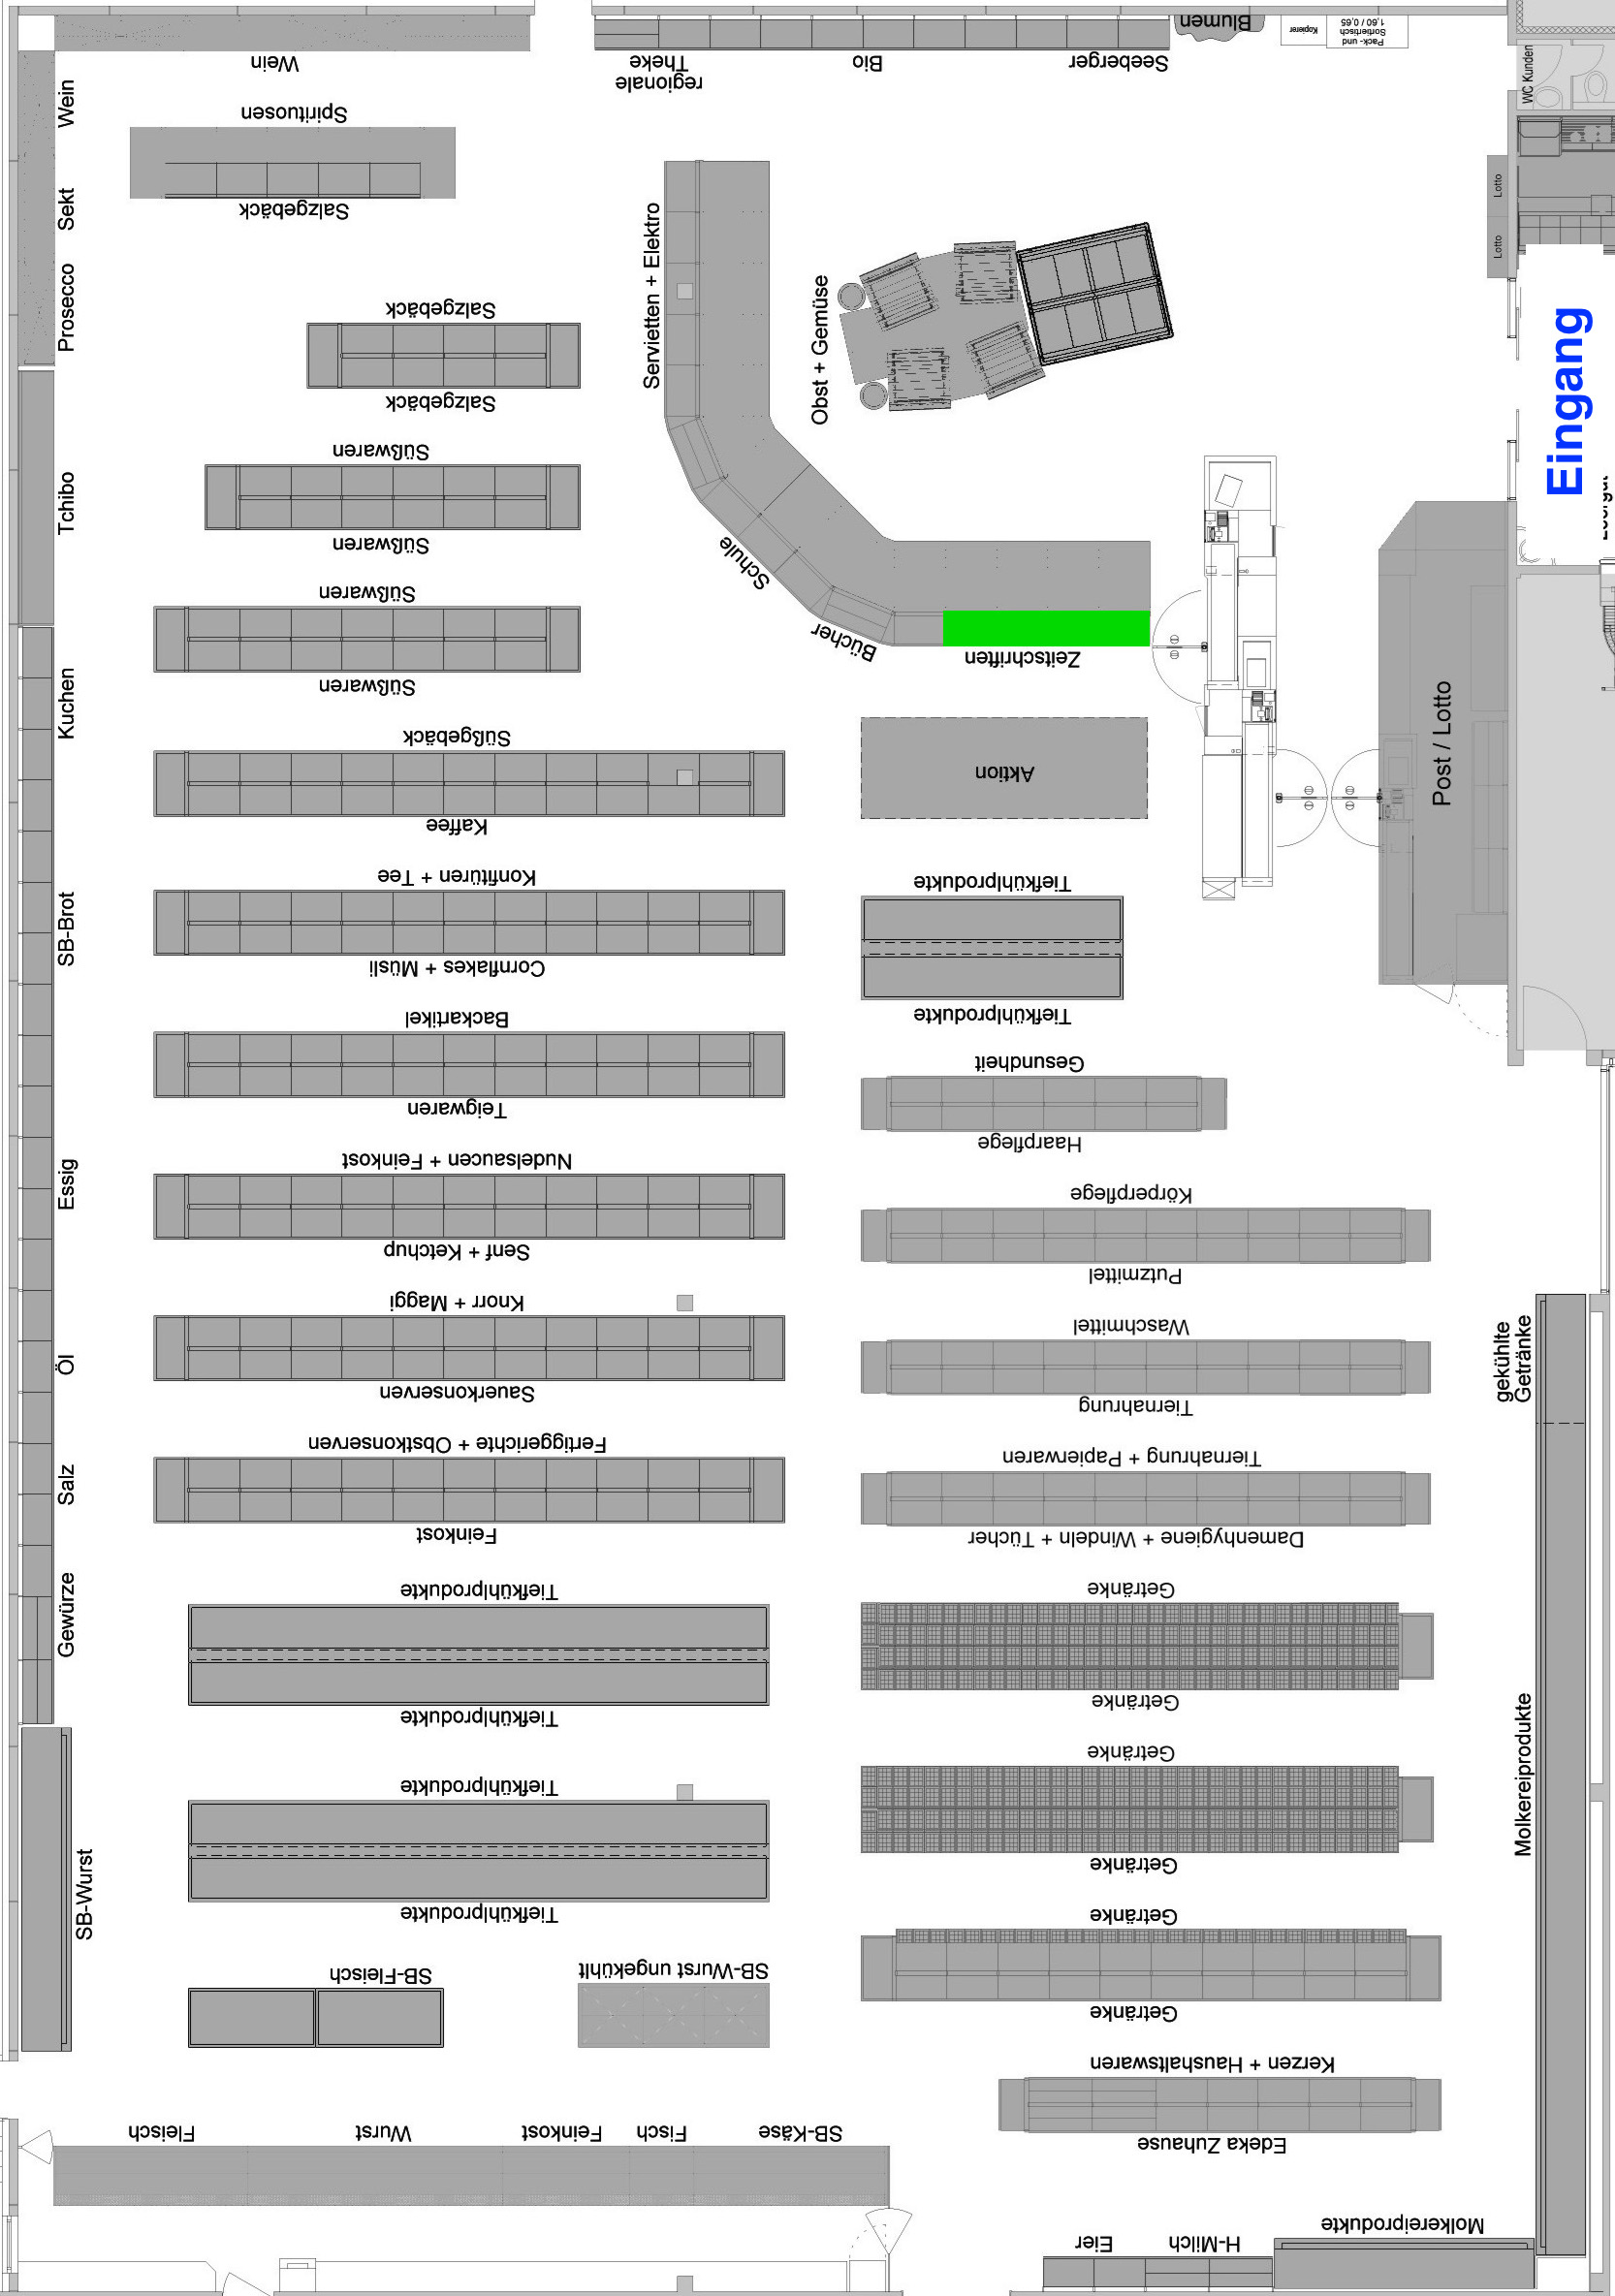 Wein
regionale
Theke
Bio
Seeberger
Blumen
Kopierer
Pack- und
Sortiertisch
1,60 / 0,65
WC Kunden
Wein
Sekt
Prosecco
Tchibo
Kuchen
SB-Brot
Essig
Öl
Salz
Gewürze
SB-Wurst
Spirituosen
Salzgebäck
Salzgebäck
Salzgebäck
Süßwaren
Süßwaren
Süßwaren
Süßwaren
Süßgebäck
Kaffee
Konfitüren + Tee
Cornflakes + Müsli
Backartikel
Teigwaren
Nudelsaucen + Feinkost
Senf + Ketchup
Knorr + Maggi
Sauerkonserven
Fertiggerichte + Obstkonserven
Feinkost
Tiefkühlprodukte
Tiefkühlprodukte
Tiefkühlprodukte
Tiefkühlprodukte
SB-Fleisch
SB-Wurst ungekühlt
Fleisch
Wurst
Feinkost
Fisch
SB-Käse
Servietten + Elektro
Schule
Bücher
Zeitschriften
Obst + Gemüse
Lotto
Lotto
Eingang
Post / Lotto
Aktion
Tiefkühlprodukte
Tiefkühlprodukte
Gesundheit
Haarpflege
Körperpflege
Putzmittel
Waschmittel
Tiernahrung
Tiernahrung + Papierwaren
Damenhygiene + Windeln + Tücher
Getränke
Getränke
Getränke
Getränke
Getränke
Getränke
Kerzen + Haushaltswaren
Edeka Zuhause
gekühlte
Getränke
Molkereiprodukte
Eier
H-Milch
Molkereiprodukte